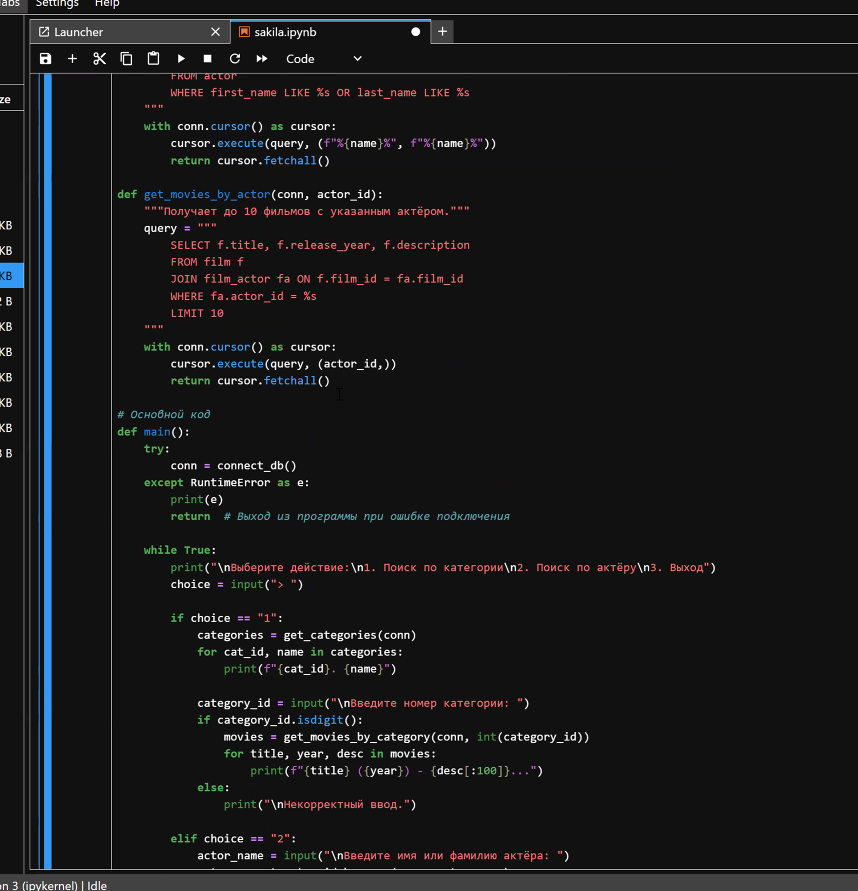 abs Settings Help
Launcher
sakila.ipynb
Code
ze
KB
KB
KB
2 B
KB
KB
KB
KB
KB
3 B
FROM actor
WHERE first_name LIKE %s OR last_name LIKE %s
"""
with conn.cursor() as cursor:
cursor.execute(query, (f"%{name}%", f"%{name}%"))
return cursor.fetchall()
def get_movies_by_actor(conn, actor_id):
"""Получает до 10 фильмов с указанным актёром."""
query = """
SELECT f.title, f.release_year, f.description
FROM film f
JOIN film_actor fa ON f.film_id = fa.film_id
WHERE fa.actor_id = %s
LIMIT 10
"""
with conn.cursor() as cursor:
cursor.execute(query, (actor_id,))
return cursor.fetchall()
# Основной код
def main():
try:
conn = connect_db()
except RuntimeError as e:
print(e)
return # Выход из программы при ошибке подключения
while True:
print("\nВыберите действие:\n1. Поиск по категории\n2. Поиск по актёру\n3. Выход")
choice = input("> ")
if choice == "1":
categories = get_categories(conn)
for cat_id, name in categories:
print(f"{cat_id}. {name}")
category_id = input("\nВведите номер категории: ")
if category_id.isdigit():
movies = get_movies_by_category(conn, int(category_id))
for title, year, desc in movies:
print(f"{title} ({year}) - {desc[:100]}...")
else:
print("\nНекорректный ввод.")
elif choice == "2":
actor_name = input("\nВведите имя или фамилию актёра: ")
on 3 (ipykernel) | Idle